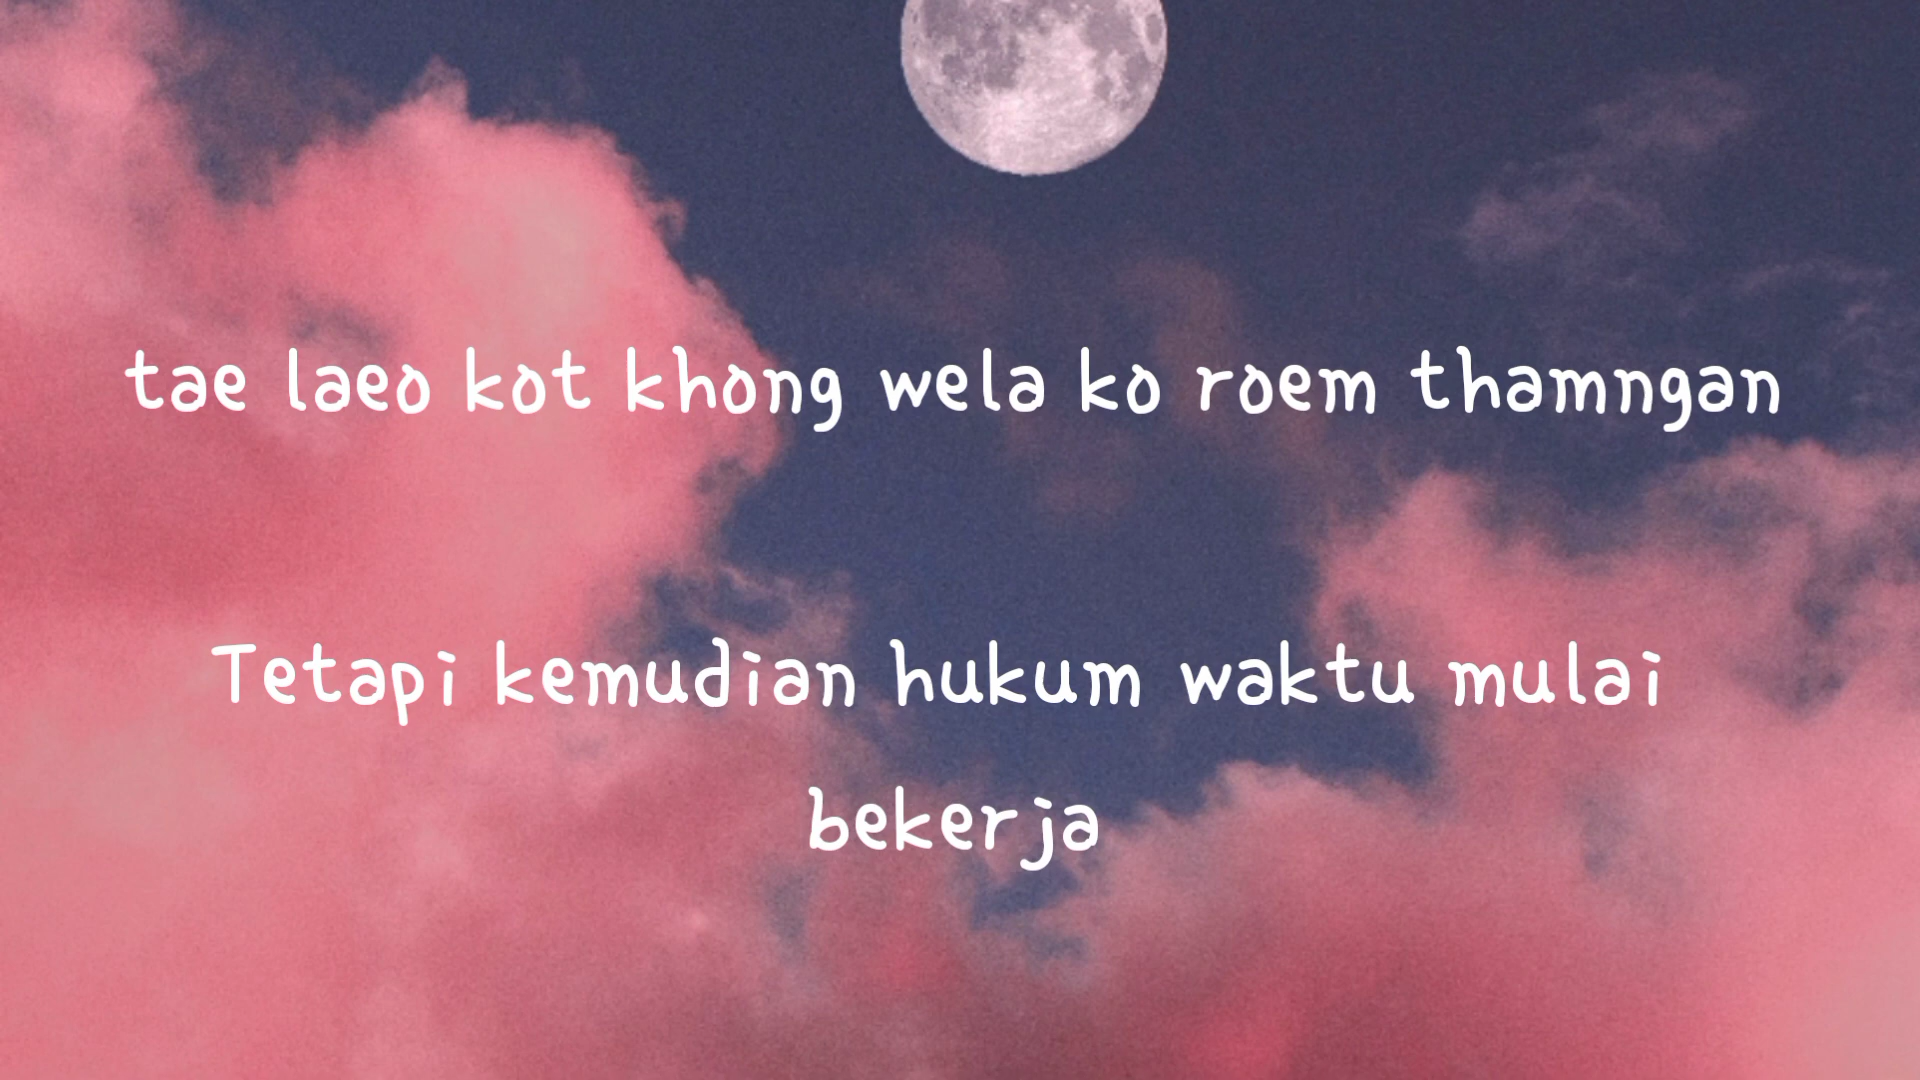 tae laeo kot khong wela ko roem thamngan
Tetapi kemudian hukum waktu mulai
bekerja